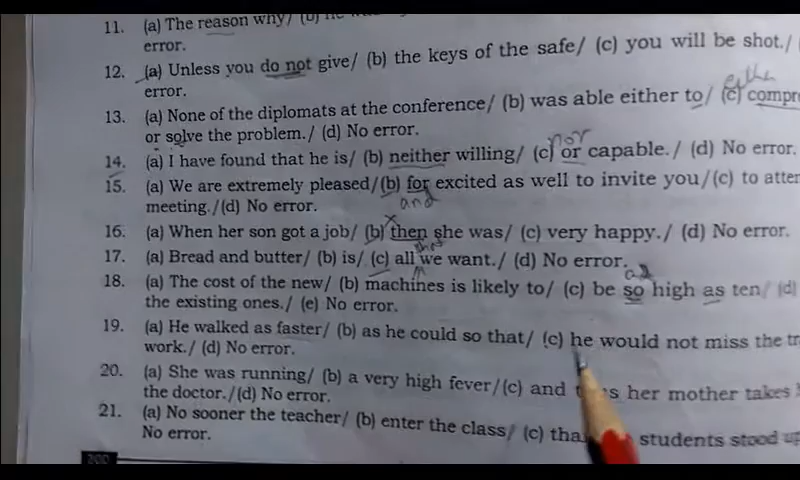 11. (a) The reason why/ (b) he
error.
12. (a) Unless you do not give/ (b) the keys of the safe/ (c) you will be shot./
error.
eithe
13. (a) None of the diplomats at the conference/ (b) was able either to/ (c) compr
or solve the problem./ (d) No error.
nor
14. (a) I have found that he is/ (b) neither willing/ (c) or capable./ (d) No error.
15. (a) We are extremely pleased/(b) for excited as well to invite you/(c) to atter
meeting./(d) No error.
and
16. (a) When her son got a job/ (b) then she was/ (c) very happy./ (d) No error.
17. (a) Bread and butter/ (b) is/ (c) all we want./ (d) No error.
as
18. (a) The cost of the new/ (b) machines is likely to/ (c) be so high as ten/ (d)
the existing ones./ (e) No error.
19. (a) He walked as faster/ (b) as he could so that/ (c) he would not miss the tr
work./ (d) No error.
20. (a) She was running/ (b) a very high fever/(c) and her mother takes
the doctor./(d) No error.
21. (a) No sooner the teacher/ (b) enter the class/ (c) tha students stood up
No error.
200